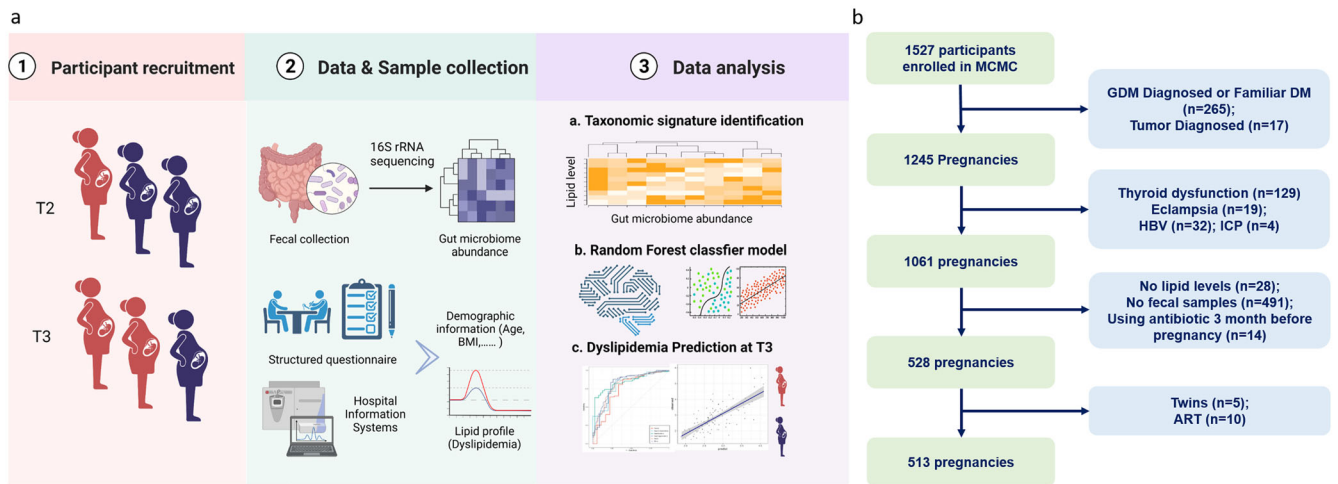 a
1 Participant recruitment
T2
T3
2 Data & Sample collection
16S rRNA
sequencing
Fecal collection
Gut microbiome
abundance
Structured questionnaire
Demographic
information (Age,
BMI,...... )
Hospital
Information
Systems
Lipid profile
(Dyslipidemia)
3 Data analysis
a. Taxonomic signature identification
Lipid level
Gut microbiome abundance
b. Random Forest classfier model
c. Dyslipidemia Prediction at T3
b
1527 participants
enrolled in MCMC
GDM Diagnosed or Familiar DM
(n=265);
Tumor Diagnosed (n=17)
1245 Pregnancies
Thyroid dysfunction (n=129)
Eclampsia (n=19);
HBV (n=32); ICP (n=4)
1061 pregnancies
No lipid levels (n=28);
No fecal samples (n=491);
Using antibiotic 3 month before
pregnancy (n=14)
528 pregnancies
Twins (n=5);
ART (n=10)
513 pregnancies